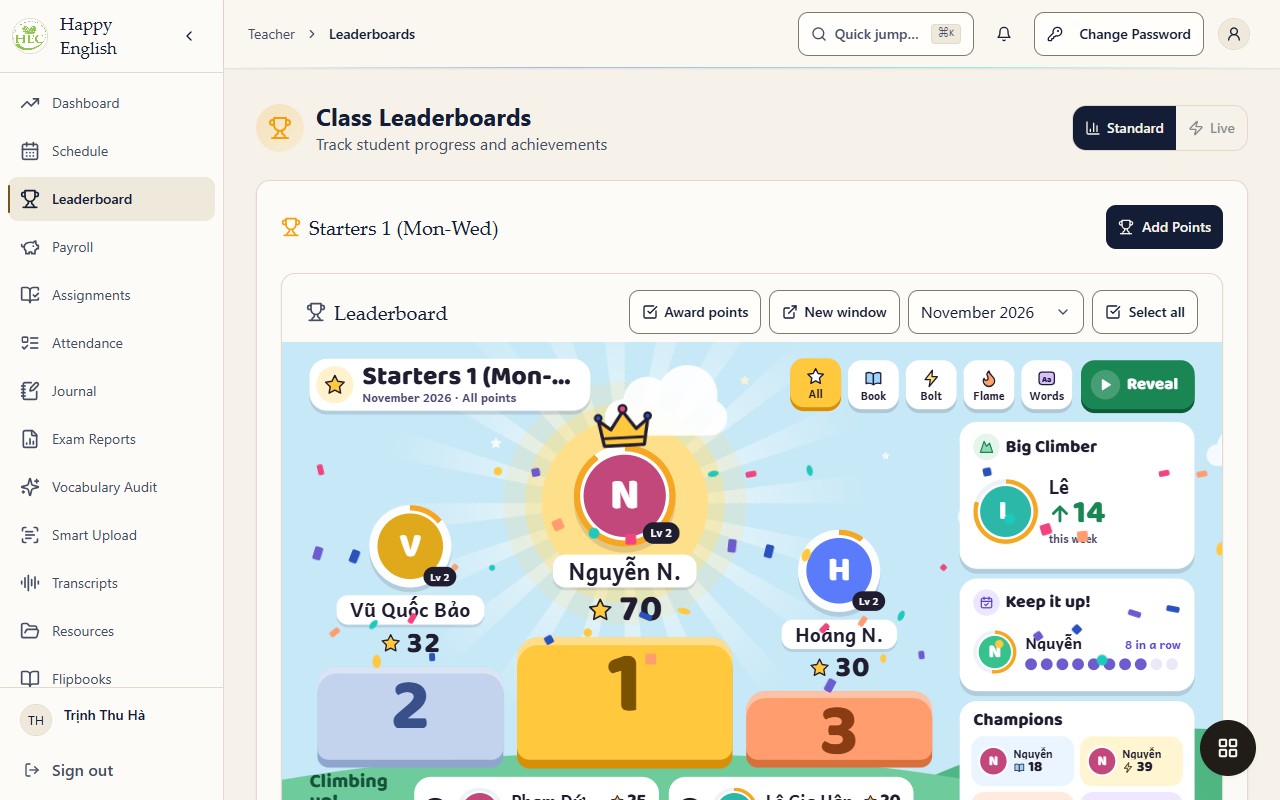 HEC
Happy
English
Teacher
Leaderboards
Quick jump...
⌘K
Change Password
Dashboard
Schedule
Leaderboard
Payroll
Assignments
Attendance
Journal
Exam Reports
Vocabulary Audit
Smart Upload
Transcripts
Resources
Flipbooks
TH
Trịnh Thu Hà
Sign out
Class Leaderboards
Track student progress and achievements
Standard
Live
Starters 1 (Mon-Wed)
Add Points
Leaderboard
Award points
New window
November 2026
Select all
Starters 1 (Mon-...
November 2026 · All points
All
Book
Bolt
Flame
Aa
Words
Reveal
N
Lv 2
Nguyễn N.
70
1
V
Lv 2
Vũ Quốc Bảo
32
2
H
Lv 2
Hoàng N.
30
3
Big Climber
L
Lê
14
this week
Keep it up!
N
Nguyễn
8 in a row
Champions
N
Nguyễn
18
N
Nguyễn
39
Climbing